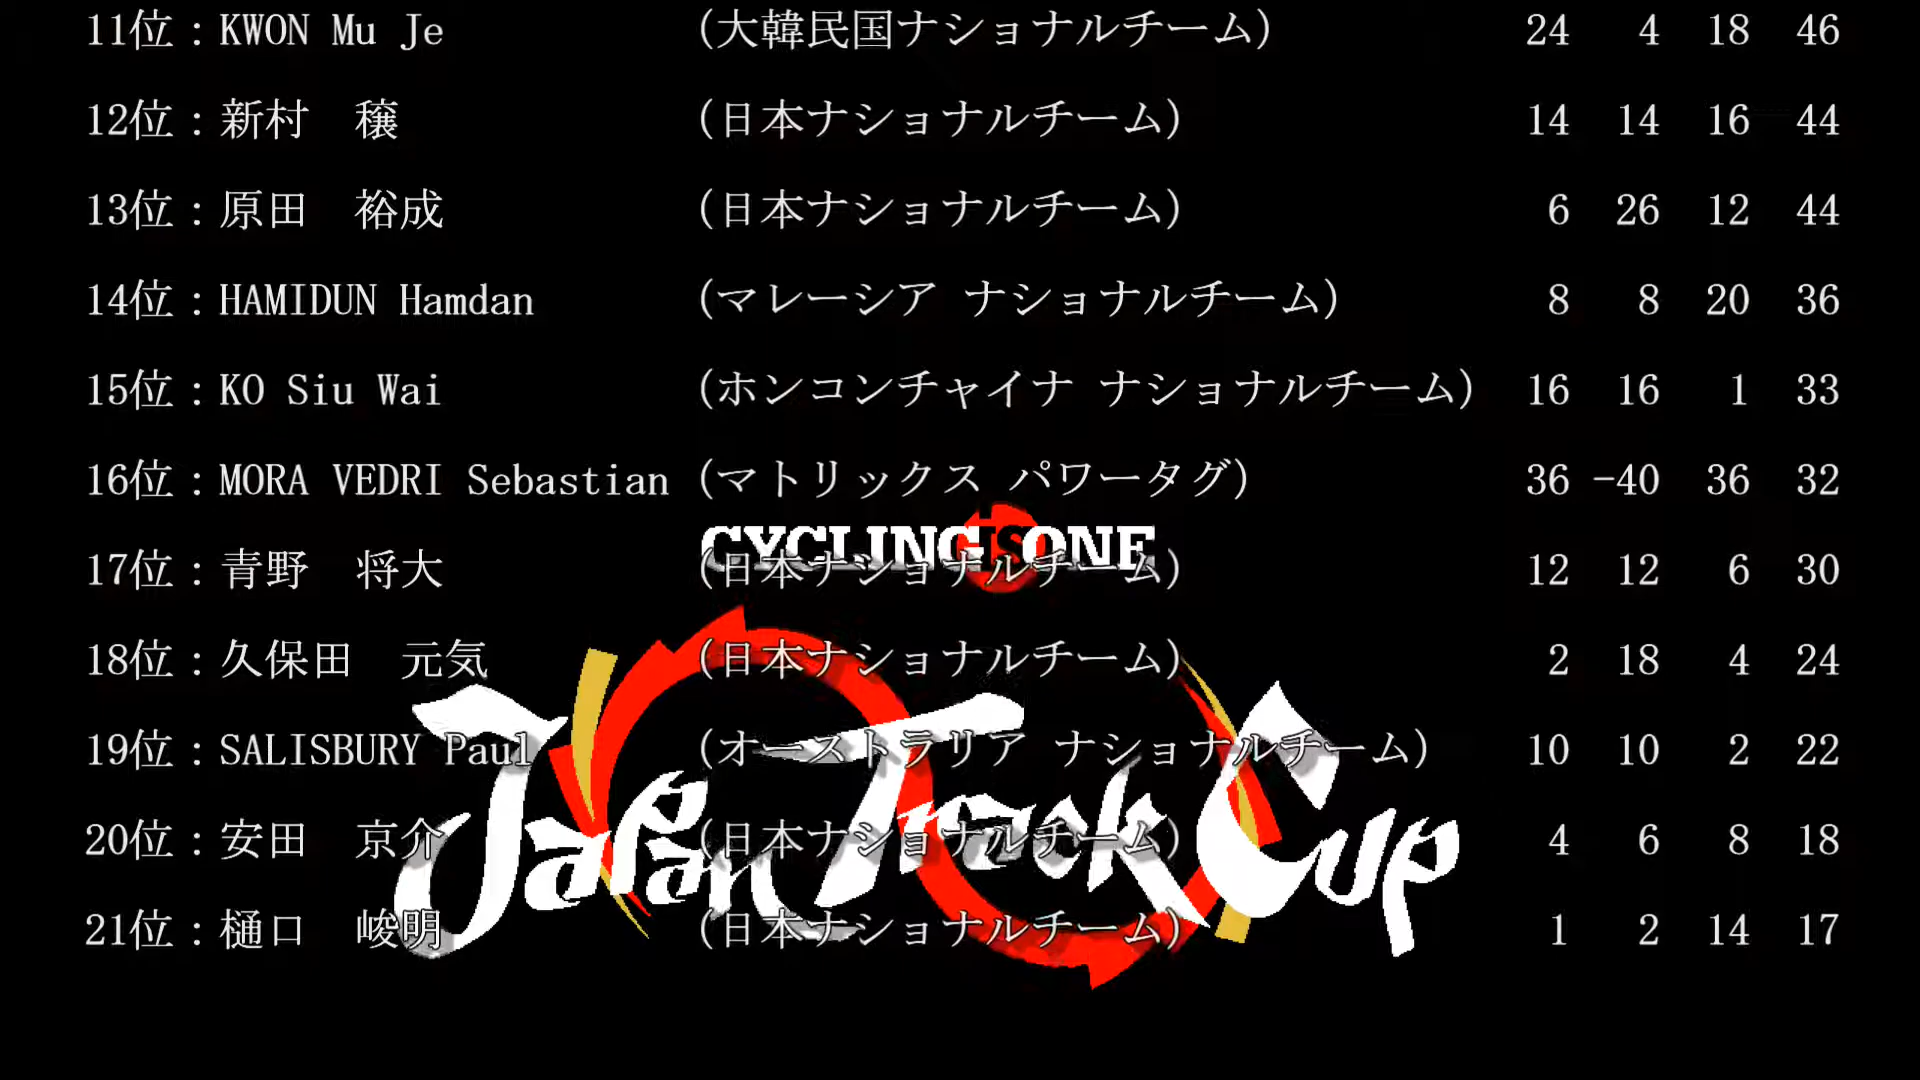 11位：KWON Mu Je (大韓民国ナショナルチーム) 24 4 18 46
12位：新村　穣 (日本ナショナルチーム) 14 14 16 44
13位：原田　裕成 (日本ナショナルチーム) 6 26 12 44
14位：HAMIDUN Hamdan (マレーシア ナショナルチーム) 8 8 20 36
15位：KO Siu Wai (ホンコンチャイナ ナショナルチーム) 16 16 1 33
16位：MORA VEDRI Sebastian (マトリックス パワータグ) 36 -40 36 32
CYCLING is ONE
17位：青野　将大 (日本ナショナルチーム) 12 12 6 30
18位：久保田　元気 (日本ナショナルチーム) 2 18 4 24
19位：SALISBURY Paul (オーストラリア ナショナルチーム) 10 10 2 22
Japan Track Cup
20位：安田　京介 (日本ナショナルチーム) 4 6 8 18
21位：樋口　峻明 (日本ナショナルチーム) 1 2 14 17